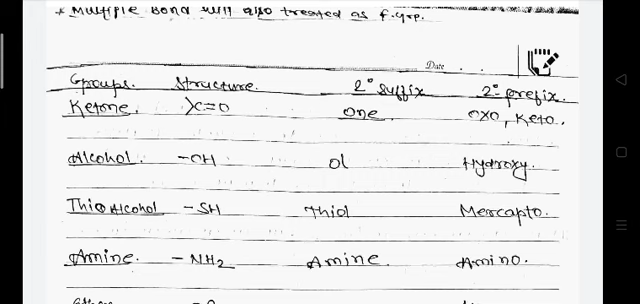 * Multiple bond will also treated as f.grp.
Date
Groups. Structure. 2° suffix 2° prefix.
Ketone. >C=O one. oxo, Keto.
Alcohol. -OH ol Hydroxy.
Thio Alcohol -SH Thiol Mercapto.
Amine. -NH2 Amine. Amino.